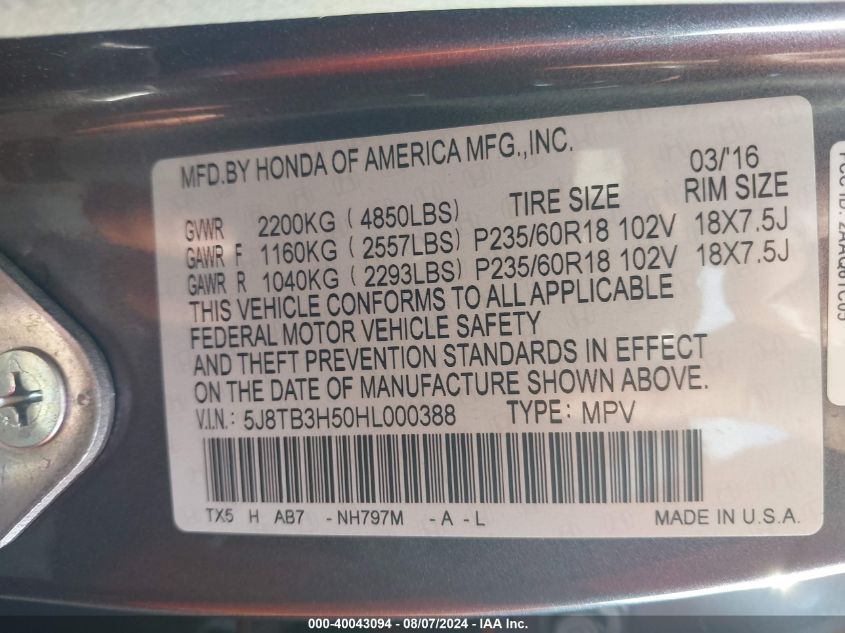 MFD.BY HONDA OF AMERICA MFG.,INC. 03/'16
TIRE SIZE RIM SIZE
GVWR 2200KG ( 4850LBS)
GAWR F 1160KG ( 2557LBS) P235/60R18 102V 18X7.5J
GAWR R 1040KG ( 2293LBS) P235/60R18 102V 18X7.5J
THIS VEHICLE CONFORMS TO ALL APPLICABLE
FEDERAL MOTOR VEHICLE SAFETY
AND THEFT PREVENTION STANDARDS IN EFFECT
ON THE DATE OF MANUFACTURE SHOWN ABOVE.
V.I.N.: 5J8TB3H50HL000388 TYPE: MPV
TX5 H AB7 -NH797M -A -L MADE IN U.S.A.
FCC ID:
000-40043094 - 08/07/2024 - IAA Inc.